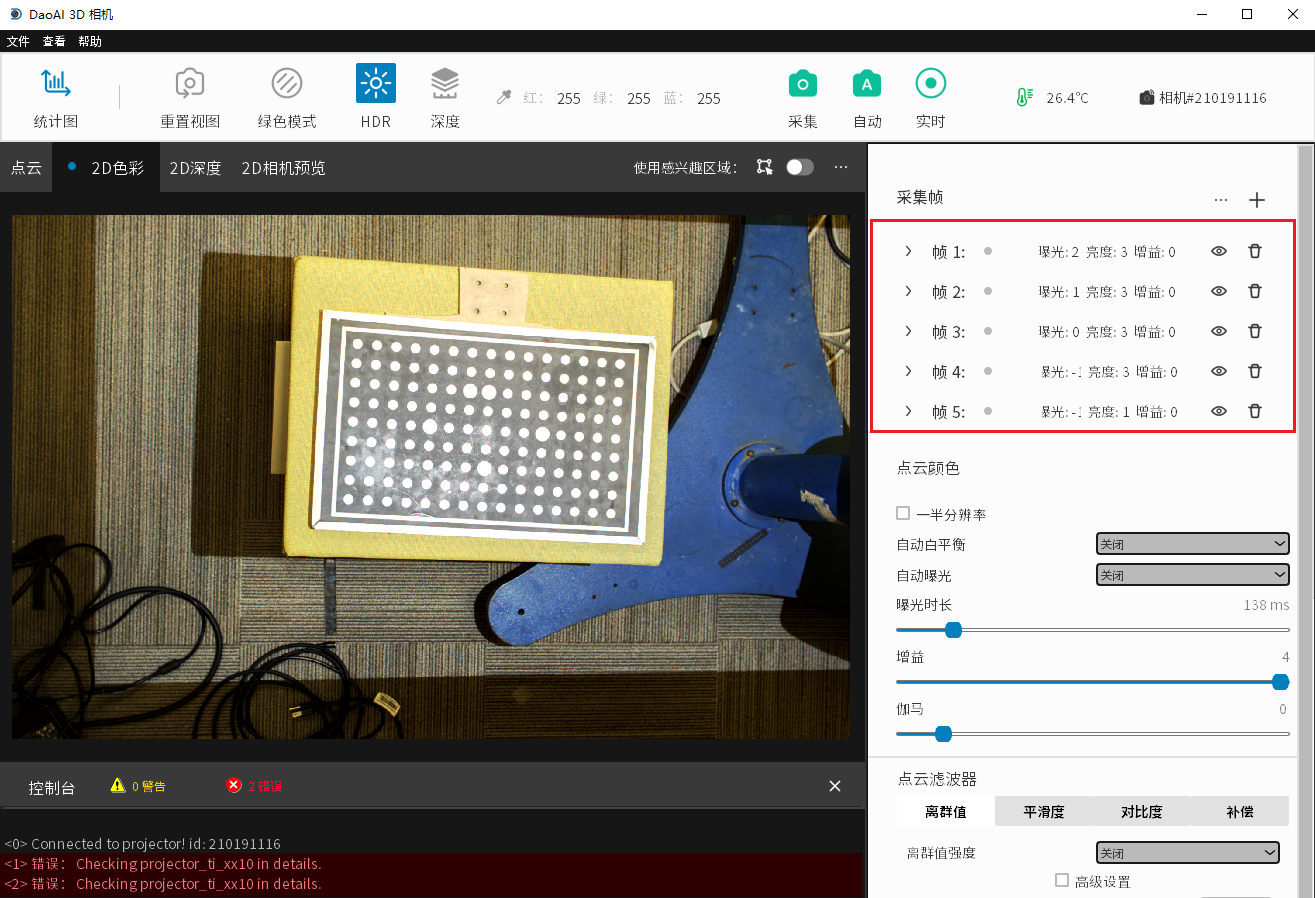 DaoAI 3D 相机
文件 查看 帮助
统计图 重置视图 绿色模式 HDR 深度 红: 255 绿: 255 蓝: 255 采集 自动 实时 26.4℃ 相机#210191116
点云 2D色彩 2D深度 2D相机预览 使用感兴趣区域: ...
采集帧 ...
帧 1: 曝光: 2 亮度: 3 增益: 0
帧 2: 曝光: 1 亮度: 3 增益: 0
帧 3: 曝光: 0 亮度: 3 增益: 0
帧 4: 曝光: -1 亮度: 3 增益: 0
帧 5: 曝光: -1 亮度: 1 增益: 0
点云颜色
一半分辨率
自动白平衡 关闭
自动曝光 关闭
曝光时长 138 ms
增益 4
伽马 0
点云滤波器
离群值 平滑度 对比度 补偿
离群值强度 关闭
高级设置
控制台 0 警告 2 错误
<0> Connected to projector! id: 210191116
<1> 错误: Checking projector_ti_xx10 in details.
<2> 错误: Checking projector_ti_xx10 in details.